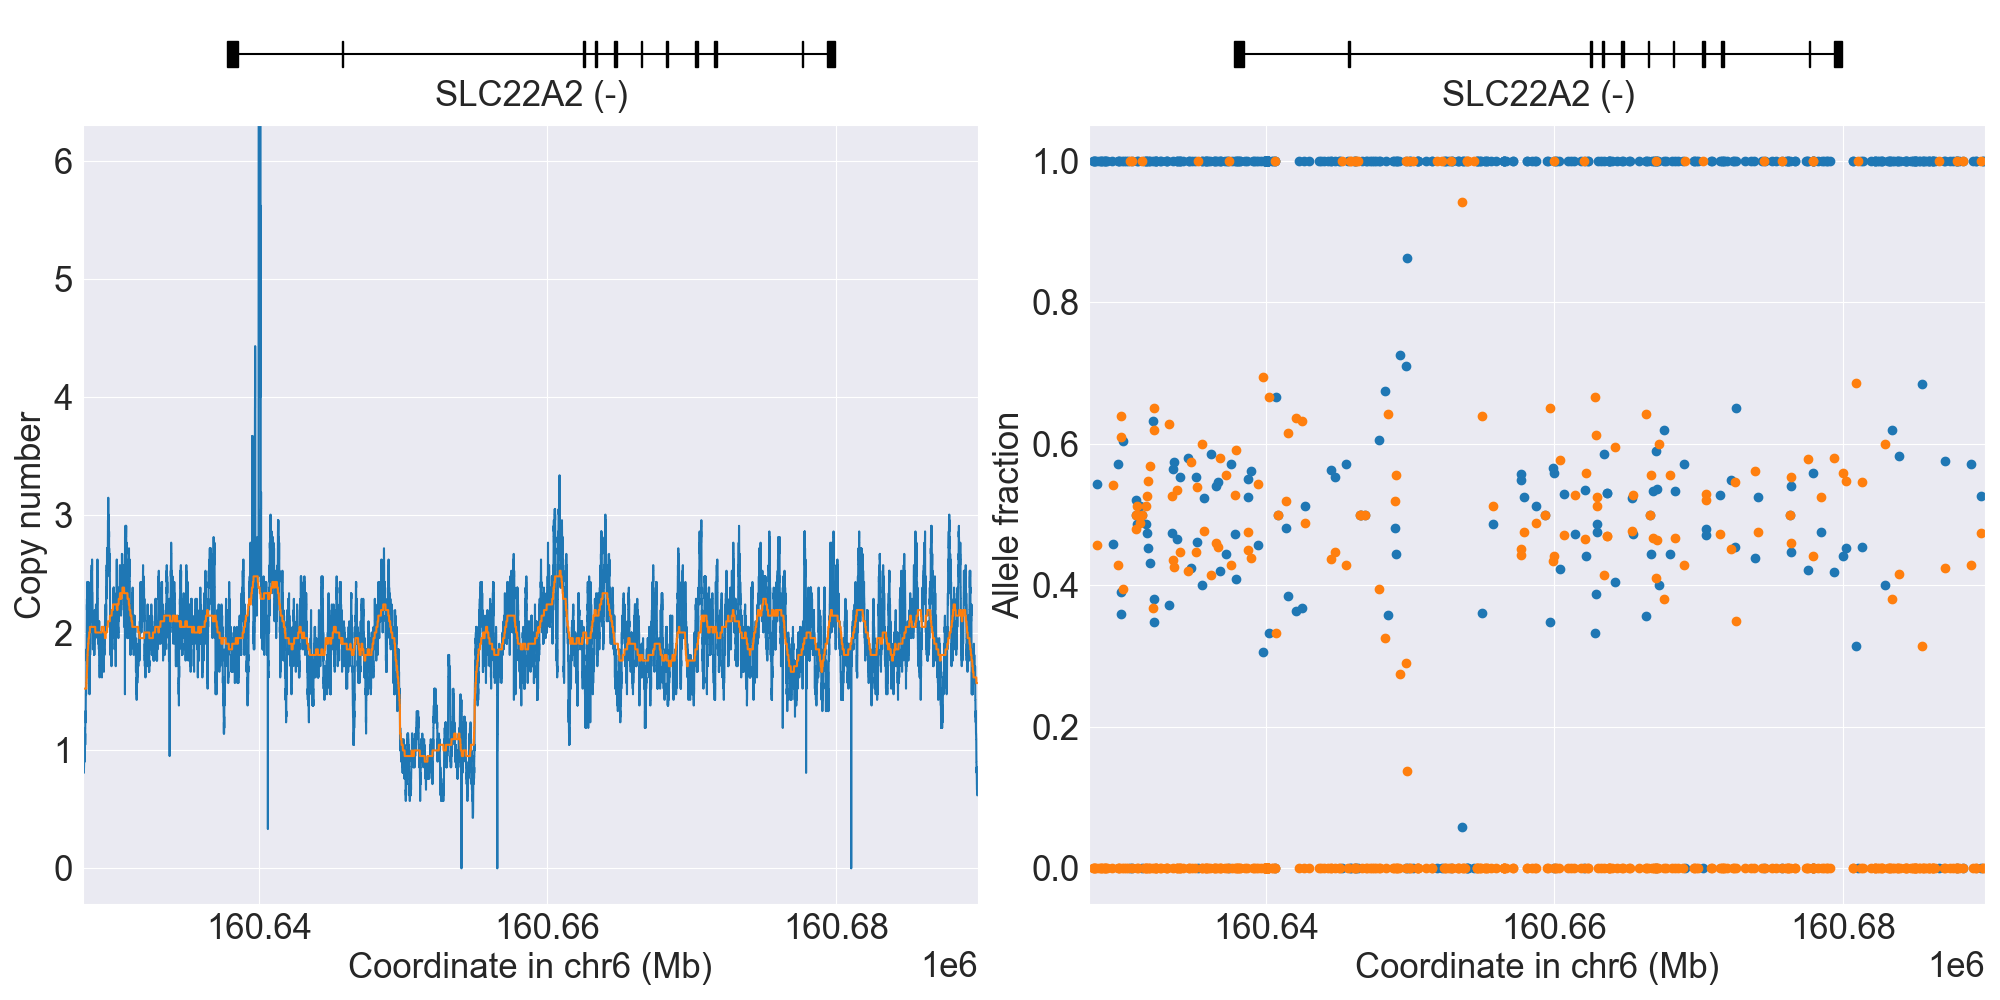 SLC22A2 (-)
Copy number
6
5
4
3
2
1
0
160.64 160.66 160.68
Coordinate in chr6 (Mb)
1e6
SLC22A2 (-)
Allele fraction
1.0
0.8
0.6
0.4
0.2
0.0
160.64 160.66 160.68
Coordinate in chr6 (Mb)
1e6